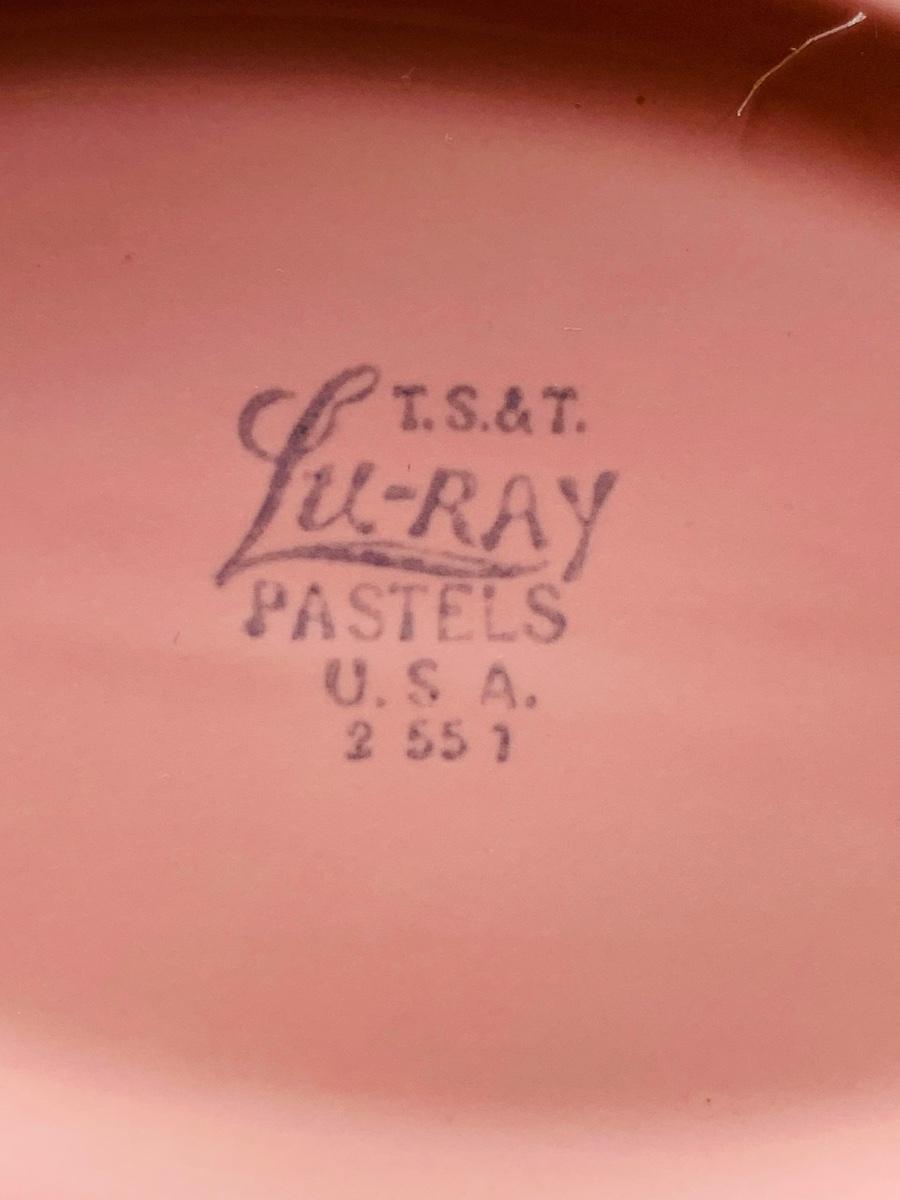 T.S.&T.
Lu-RAY
PASTELS
U.S A.
2 55 1